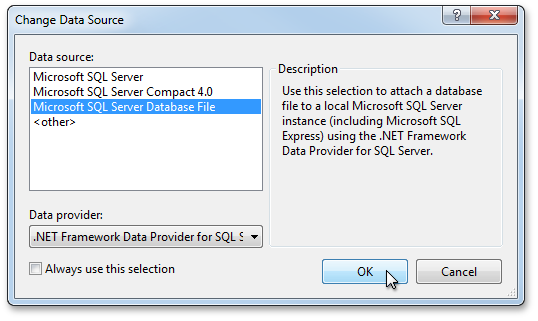 Change Data Source
?
Data source:
Microsoft SQL Server
Microsoft SQL Server Compact 4.0
Microsoft SQL Server Database File
<other>
Description
Use this selection to attach a database
file to a local Microsoft SQL Server
instance (including Microsoft SQL
Express) using the .NET Framework
Data Provider for SQL Server.
Data provider:
.NET Framework Data Provider for SQL S
Always use this selection
OK
Cancel